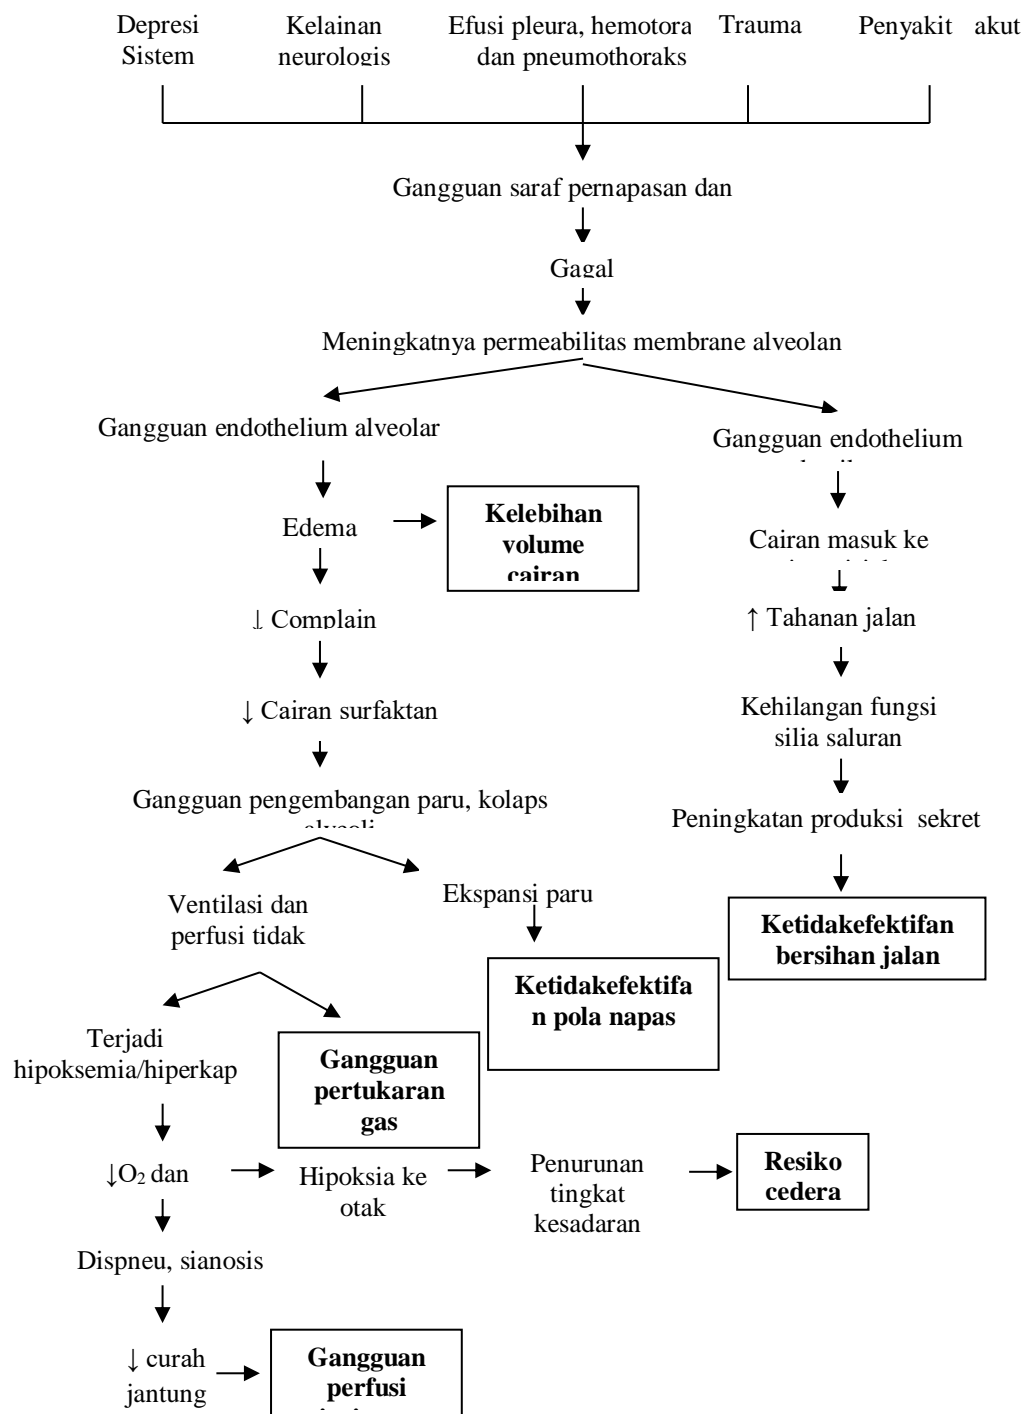 Depresi
Sistem
Kelainan
neurologis
Efusi pleura, hemotora
dan pneumothoraks
Trauma
Penyakit akut
Gangguan saraf pernapasan dan
Gagal
Meningkatnya permeabilitas membrane alveolan
Gangguan endothelium alveolar
Gangguan endothelium
Edema
Kelebihan
volume
cairan
Cairan masuk ke
↓ Complain
↑ Tahanan jalan
↓ Cairan surfaktan
Kehilangan fungsi
silia saluran
Gangguan pengembangan paru, kolaps
alveoli
Peningkatan produksi sekret
Ventilasi dan
perfusi tidak
Ekspansi paru
Ketidakefektifan
bersihan jalan
Ketidakefektifa
n pola napas
Terjadi
hipoksemia/hiperkap
Gangguan
pertukaran
gas
↓O2 dan
Hipoksia ke
otak
Penurunan
tingkat
kesadaran
Resiko
cedera
Dispneu, sianosis
↓ curah
jantung
Gangguan
perfusi